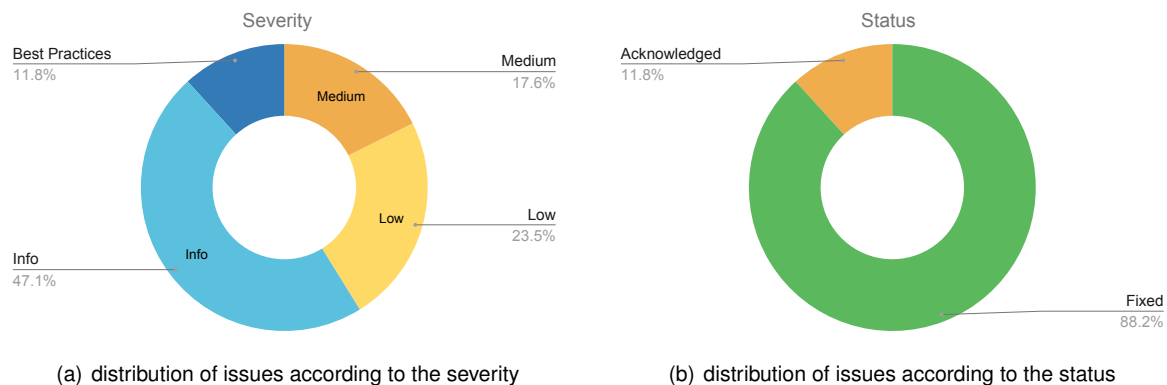 Severity
Best Practices
11.8%
Medium
17.6%
Medium
Low
Low
23.5%
Info
Info
47.1%
(a) distribution of issues according to the severity
Status
Acknowledged
11.8%
Fixed
88.2%
(b) distribution of issues according to the status